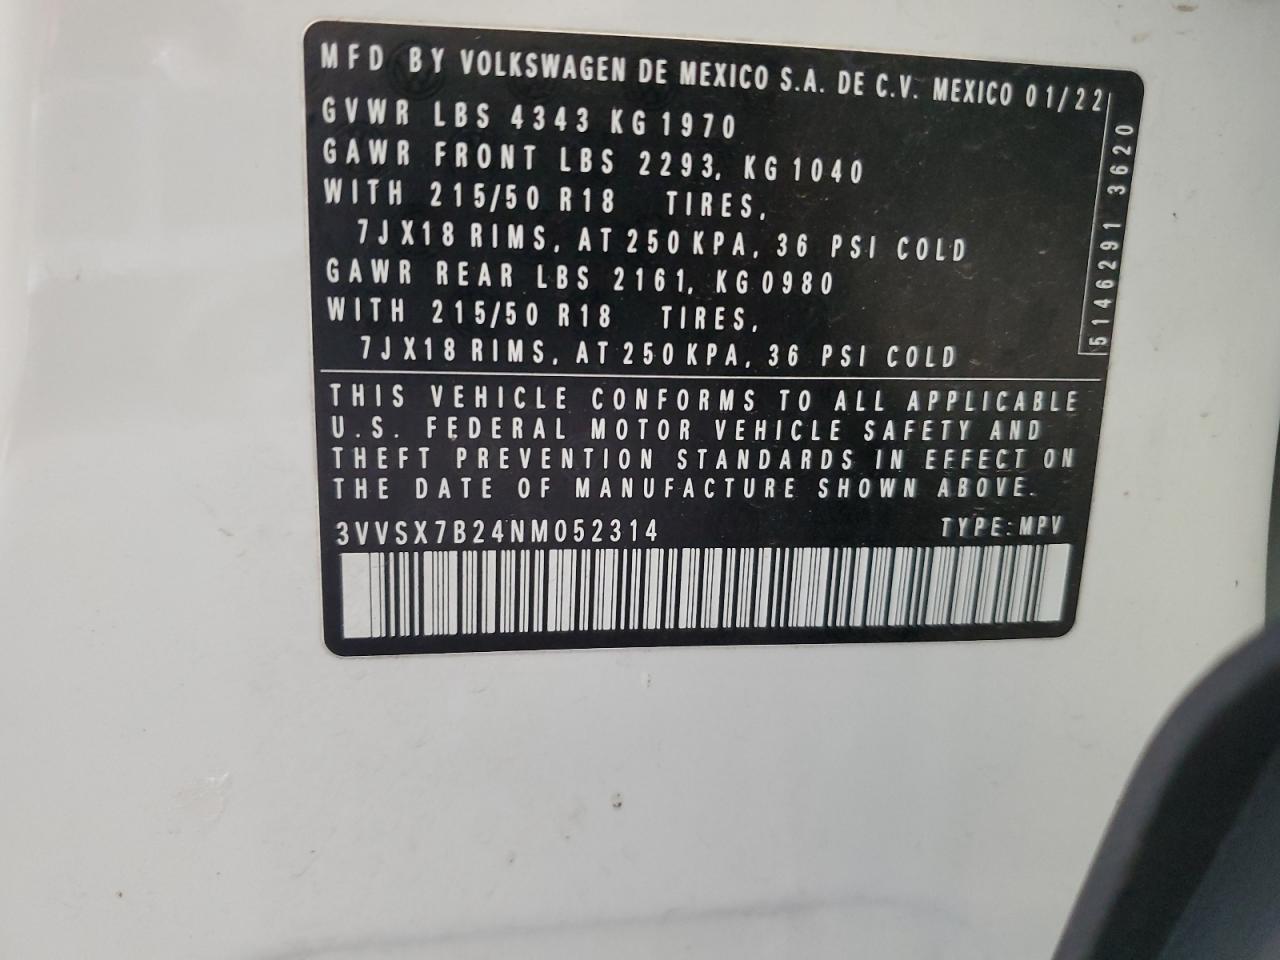 MFD BY VOLKSWAGEN DE MEXICO S.A. DE C.V. MEXICO 01/22
GVWR LBS 4343 KG 1970
GAWR FRONT LBS 2293, KG 1040
WITH 215/50 R18 TIRES,
7J X18 RIMS, AT 250 KPA, 36 PSI COLD
GAWR REAR LBS 2161, KG 0980
WITH 215/50 R18 TIRES,
7J X18 RIMS, AT 250 KPA, 36 PSI COLD
5146291 3620
THIS VEHICLE CONFORMS TO ALL APPLICABLE
U.S. FEDERAL MOTOR VEHICLE SAFETY AND
THEFT PREVENTION STANDARDS IN EFFECT ON
THE DATE OF MANUFACTURE SHOWN ABOVE.
3VVSX7B24NM052314 TYPE: MPV